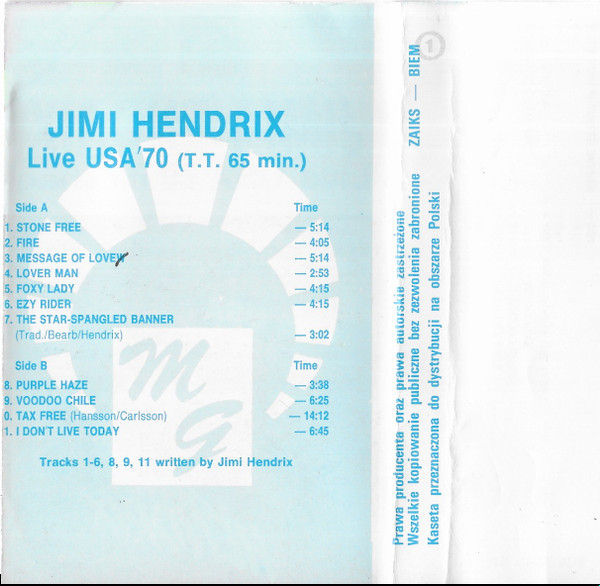 JIMI HENDRIX
Live USA'70 (T.T. 65 min.)
Side A Time
1. STONE FREE — 5:14
2. FIRE — 4:05
3. MESSAGE OF LOVE — 5:14
4. LOVER MAN — 2:53
5. FOXY LADY — 4:15
6. EZY RIDER — 4:15
7. THE STAR-SPANGLED BANNER
(Trad./Bearb/Hendrix) — 3:02
Side B Time
8. PURPLE HAZE — 3:38
9. VOODOO CHILE — 6:25
0. TAX FREE (Hansson/Carlsson) — 14:12
1. I DON'T LIVE TODAY — 6:45
Tracks 1-6, 8, 9, 11 written by Jimi Hendrix
MG
Prawa producenta oraz prawa autorskie zastrzeżone
Wszelkie kopiowanie publiczne bez zezwolenia zabronione ZAIKS — BIEM
Kaseta przeznaczona do dystrybucji na obszarze Polski
1